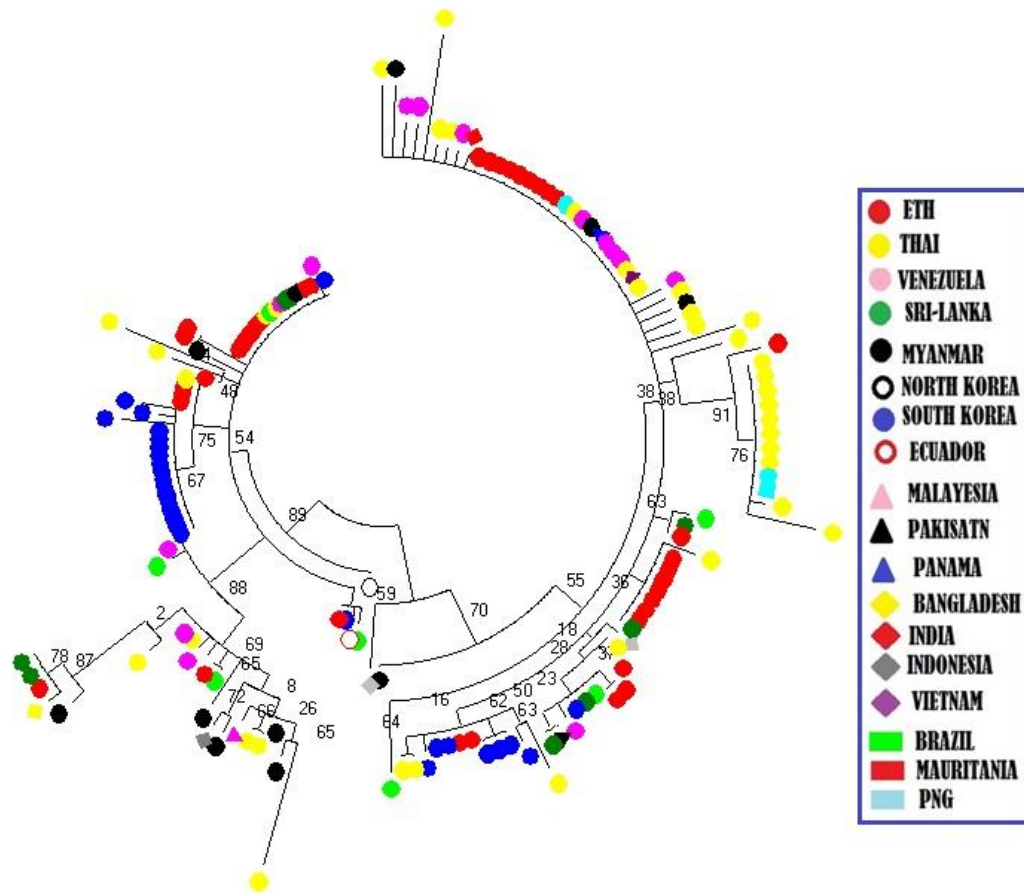 38
38
91
76
48
75
54
67
89
63
59
55
36
88
70
18
2
28
69
37
65
78
87
23
8
50
72
16
62
26
66
63
64
65
ETH
THAI
VENEZUELA
SRI-LANKA
MYANMAR
NORTH KOREA
SOUTH KOREA
ECUADOR
MALAYESIA
PAKISATN
PANAMA
BANGLADESH
INDIA
INDONESIA
VIETNAM
BRAZIL
MAURITANIA
PNG